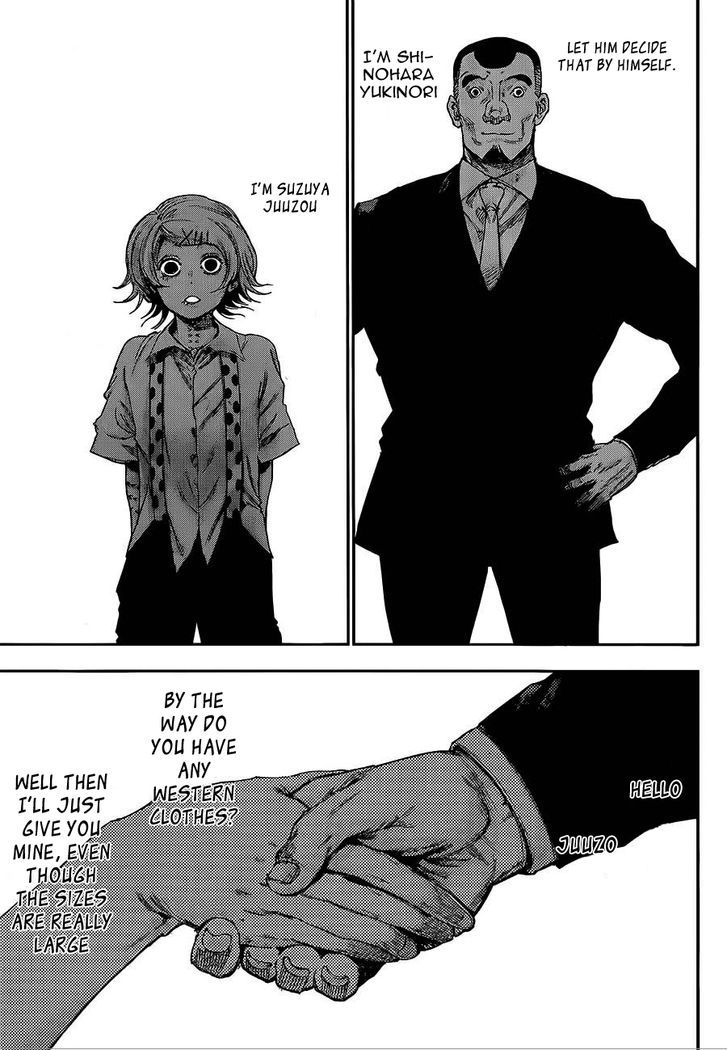 LET HIM DECIDE
THAT BY HIMSELF.
I'M SHI-
NOHARA
YUKINORI
I'M SUZUYA
JUUZOU
HELLO
JUUZO
BY THE
WAY DO
YOU HAVE
ANY
WESTERN
CLOTHES?
WELL THEN
I'LL JUST
GIVE YOU
MINE, EVEN
THOUGH
THE SIZES
ARE REALLY
LARGE